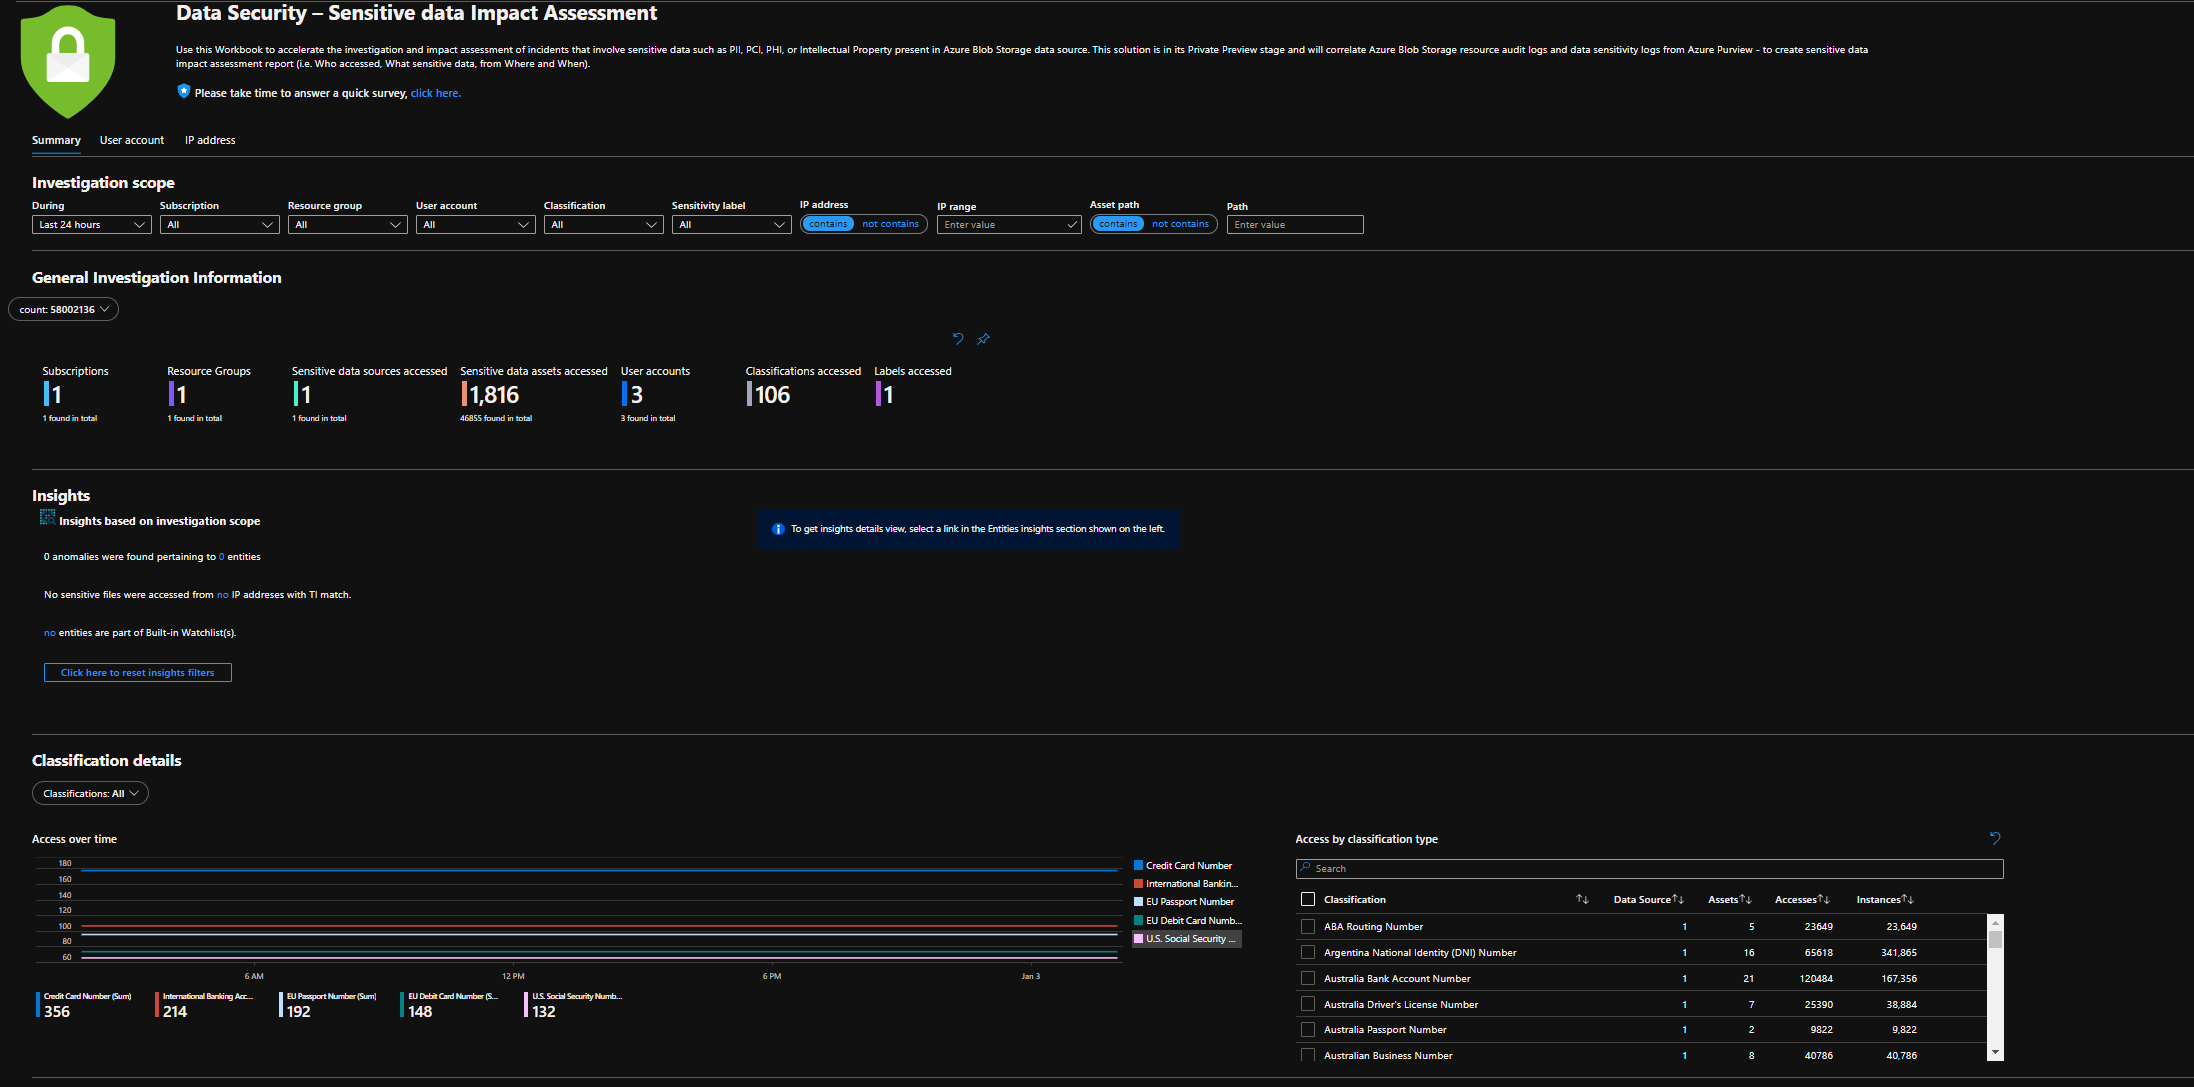 Data Security – Sensitive data Impact Assessment
Use this Workbook to accelerate the investigation and impact assessment of incidents that involve sensitive data such as PII, PCI, PHI, or Intellectual Property present in Azure Blob Storage data source. This solution is in its Private Preview stage and will correlate Azure Blob Storage resource audit logs and data sensitivity logs from Azure Purview - to create sensitive data
impact assessment report (i.e. Who accessed, What sensitive data, from Where and When).
Please take time to answer a quick survey, click here.
Summary User account IP address
Investigation scope
During Subscription Resource group User account Classification Sensitivity label IP address IP range Asset path Path
Last 24 hours All All All All All contains not contains Enter value contains not contains Enter value
General Investigation Information
count: 58002136
Subscriptions Resource Groups Sensitive data sources accessed Sensitive data assets accessed User accounts Classifications accessed Labels accessed
1 1 1 1,816 3 106 1
1 found in total 1 found in total 1 found in total 46855 found in total 3 found in total
Insights
Insights based on investigation scope
To get insights details view, select a link in the Entities insights section shown on the left.
0 anomalies were found pertaining to 0 entities
No sensitive files were accessed from no IP addreses with TI match.
no entities are part of Built-in Watchlist(s).
Click here to reset insights filters
Classification details
Classifications: All
Access over time
180
160
140
120
100
80
60
6 AM 12 PM 6 PM Jan 3
Credit Card Number
International Bankin...
EU Passport Number
EU Debit Card Numb...
U.S. Social Security ...
Credit Card Number (Sum) International Banking Acc... EU Passport Number (Sum) EU Debit Card Number (S... U.S. Social Security Numb...
356 214 192 148 132
Access by classification type
Search
Classification Data Source Assets Accesses Instances
ABA Routing Number 1 5 23649 23,649
Argentina National Identity (DNI) Number 1 16 65618 341,865
Australia Bank Account Number 1 21 120484 167,356
Australia Driver's License Number 1 7 25390 38,884
Australia Passport Number 1 2 9822 9,822
Australian Business Number 1 8 40786 40,786